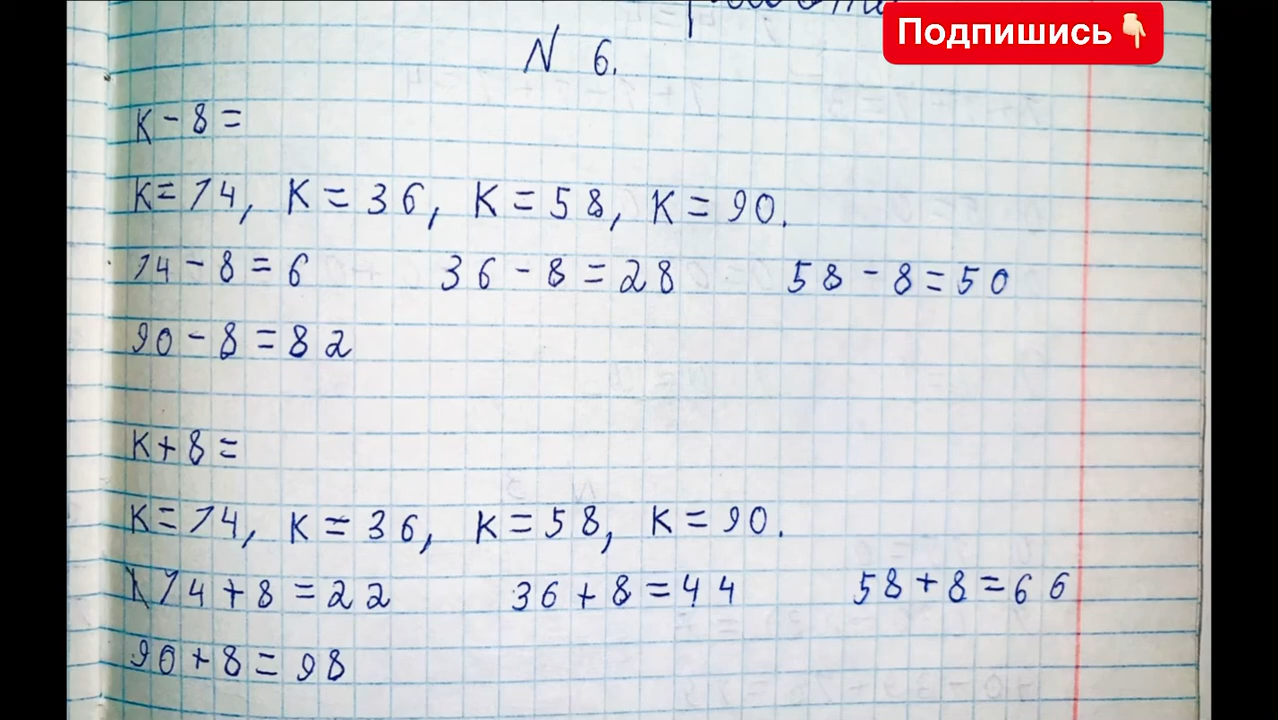 Подпишись
N 6.
к - 8 =
к = 14, к = 36, к = 58, к = 90.
14 - 8 = 6 36 - 8 = 28 58 - 8 = 50
90 - 8 = 82
к + 8 =
к = 14, к = 36, к = 58, к = 90.
14 + 8 = 22 36 + 8 = 44 58 + 8 = 66
90 + 8 = 98